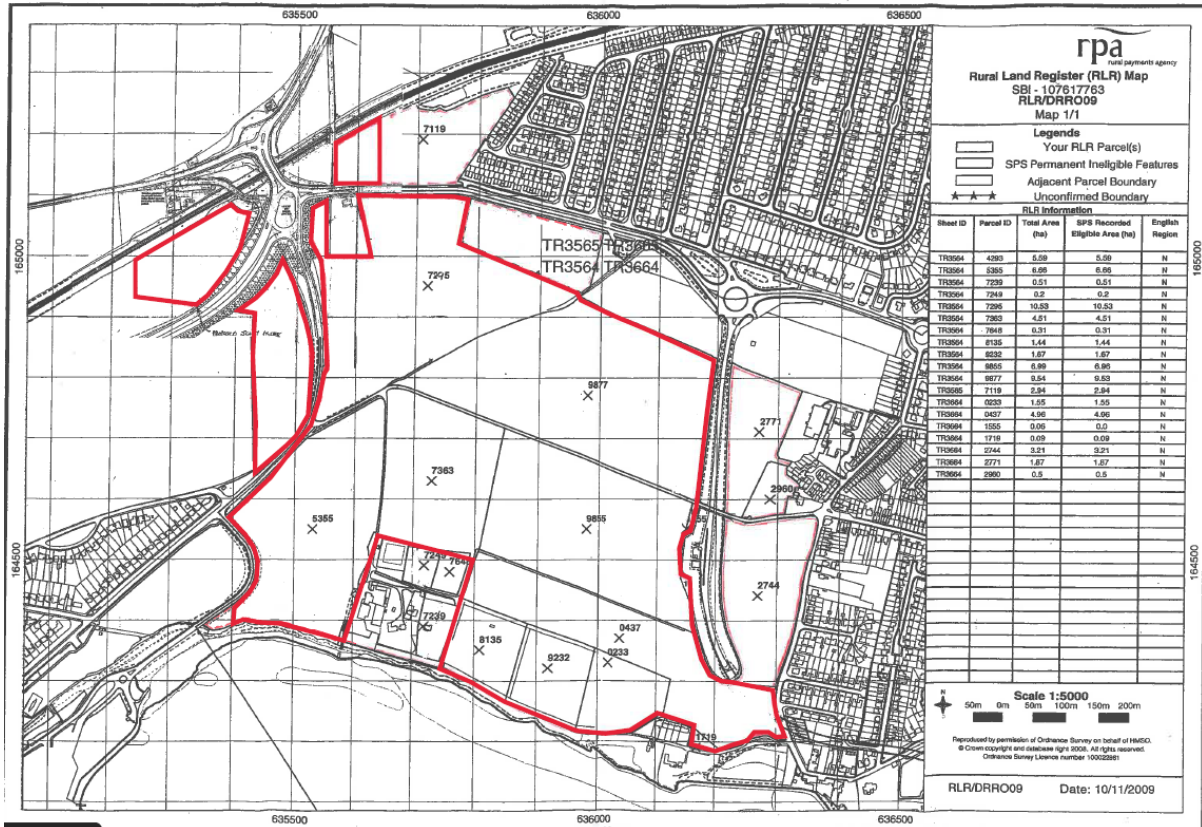 635500 636000 636500
rpa
rural payments agency
Rural Land Register (RLR) Map
SBI - 107617763
RLR/DRRO09
Map 1/1
Legends
Your RLR Parcel(s)
SPS Permanent Ineligible Features
Adjacent Parcel Boundary
Unconfirmed Boundary
RLR Information
Sheet ID Parcel ID Total Area (ha) SPS Recorded Eligible Area (ha) English Region
TR3564 4293 5.59 5.59 N
TR3564 5355 6.66 6.66 N
TR3564 7239 0.51 0.51 N
TR3564 7249 0.2 0.2 N
TR3564 7295 10.53 10.53 N
TR3564 7363 4.51 4.51 N
TR3564 7648 0.31 0.31 N
TR3564 8135 1.44 1.44 N
TR3564 9232 1.67 1.67 N
TR3564 9855 6.99 6.96 N
TR3564 9877 9.54 9.53 N
TR3565 7119 2.94 2.94 N
TR3664 0233 1.55 1.55 N
TR3664 0437 4.96 4.96 N
TR3664 1555 0.06 0.0 N
TR3664 1719 0.09 0.09 N
TR3664 2744 3.21 3.21 N
TR3664 2771 1.87 1.87 N
TR3664 2960 0.5 0.5 N
7119
165000
165000
TR3565
TR3564 TR3664
7295
9877
2771
7363
2960
5355
9855
55
164500
164500
7249
764
2744
7239
0437
8135
0233
9232
1719
N
Scale 1:5000
50m 0m 50m 100m 150m 200m
Reproduced by permission of Ordnance Survey on behalf of HMSO.
© Crown copyright and database right 2008. All rights reserved.
Ordnance Survey Licence number 100022861
RLR/DRRO09 Date: 10/11/2009
635500 636000 636500